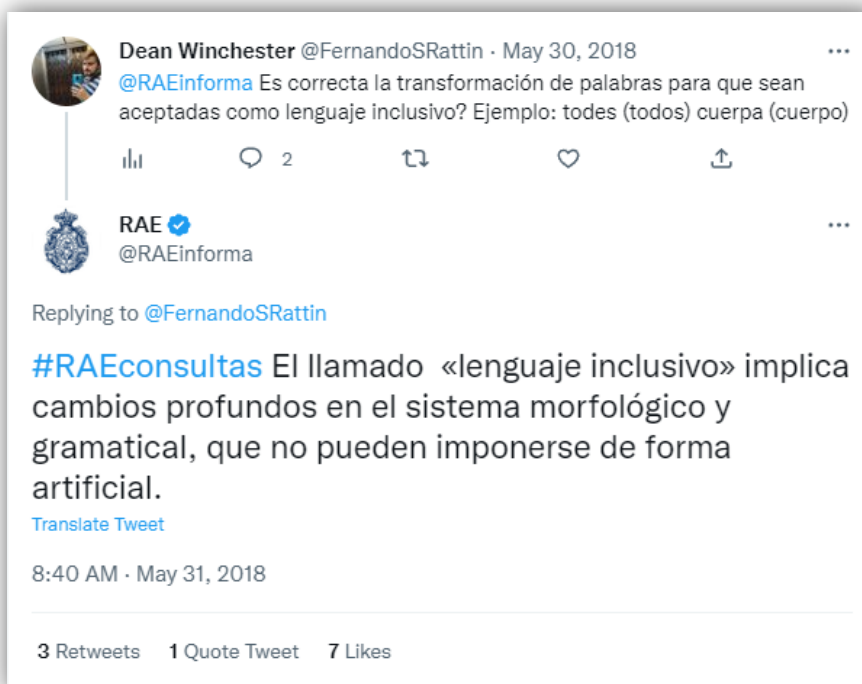 Dean Winchester @FernandoSRattin · May 30, 2018
@RAEinforma Es correcta la transformación de palabras para que sean
aceptadas como lenguaje inclusivo? Ejemplo: todes (todos) cuerpa (cuerpo)
2
RAE
@RAEinforma
Replying to @FernandoSRattin
#RAEconsultas El llamado «lenguaje inclusivo» implica
cambios profundos en el sistema morfológico y
gramatical, que no pueden imponerse de forma
artificial.
Translate Tweet
8:40 AM · May 31, 2018
3 Retweets 1 Quote Tweet 7 Likes